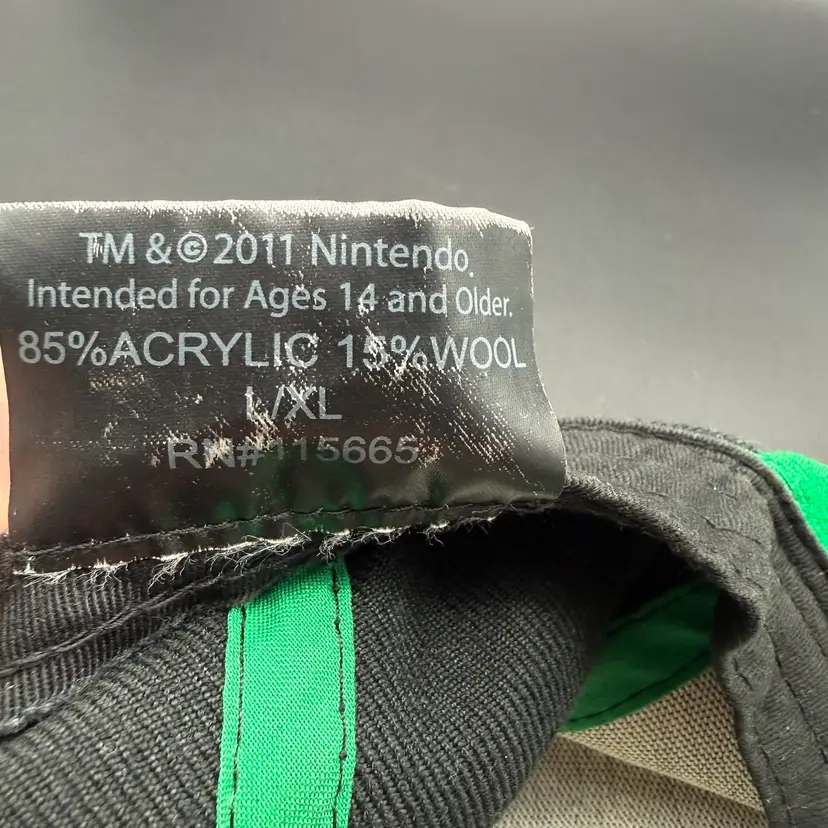 TM & © 2011 Nintendo.
Intended for Ages 14 and Older.
85%ACRYLIC 15%WOOL
L/XL
RN#115665